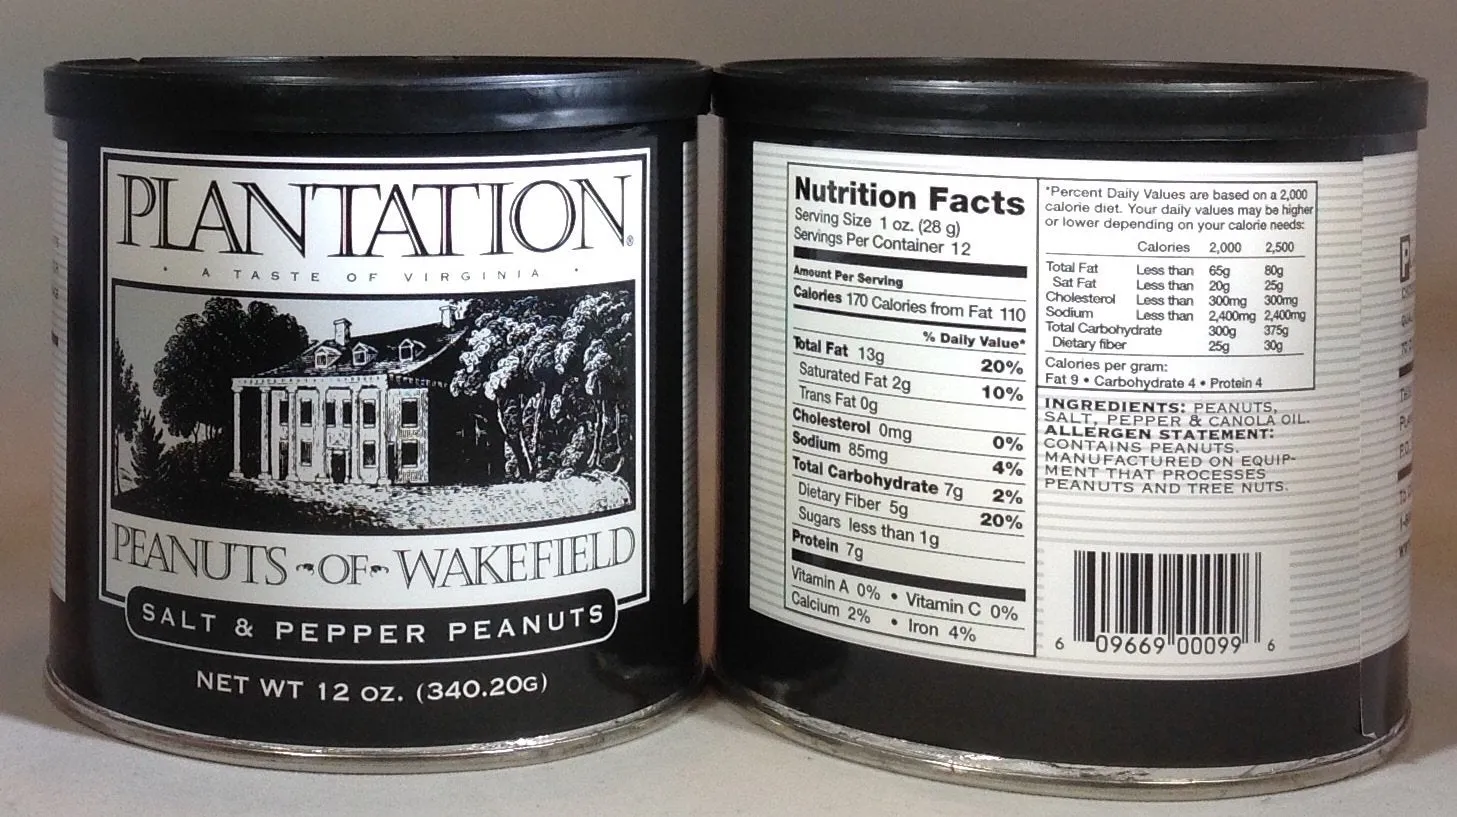 PLANTATION®
• A TASTE OF VIRGINIA •
PEANUTS OF WAKEFIELD
SALT & PEPPER PEANUTS
NET WT 12 OZ. (340.20G)
Nutrition Facts
Serving Size 1 oz. (28 g)
Servings Per Container 12
Amount Per Serving
Calories 170 Calories from Fat 110
% Daily Value*
Total Fat 13g 20%
Saturated Fat 2g 10%
Trans Fat 0g
Cholesterol 0mg 0%
Sodium 85mg 4%
Total Carbohydrate 7g 2%
Dietary Fiber 5g 20%
Sugars less than 1g
Protein 7g
Vitamin A 0% • Vitamin C 0%
Calcium 2% • Iron 4%
*Percent Daily Values are based on a 2,000
calorie diet. Your daily values may be higher
or lower depending on your calorie needs:
Calories 2,000 2,500
Total Fat Less than 65g 80g
Sat Fat Less than 20g 25g
Cholesterol Less than 300mg 300mg
Sodium Less than 2,400mg 2,400mg
Total Carbohydrate 300g 375g
Dietary fiber 25g 30g
Calories per gram:
Fat 9 • Carbohydrate 4 • Protein 4
INGREDIENTS: PEANUTS,
SALT, PEPPER & CANOLA OIL.
ALLERGEN STATEMENT:
CONTAINS PEANUTS.
MANUFACTURED ON EQUIP-
MENT THAT PROCESSES
PEANUTS AND TREE NUTS.
6 09669 00099 6